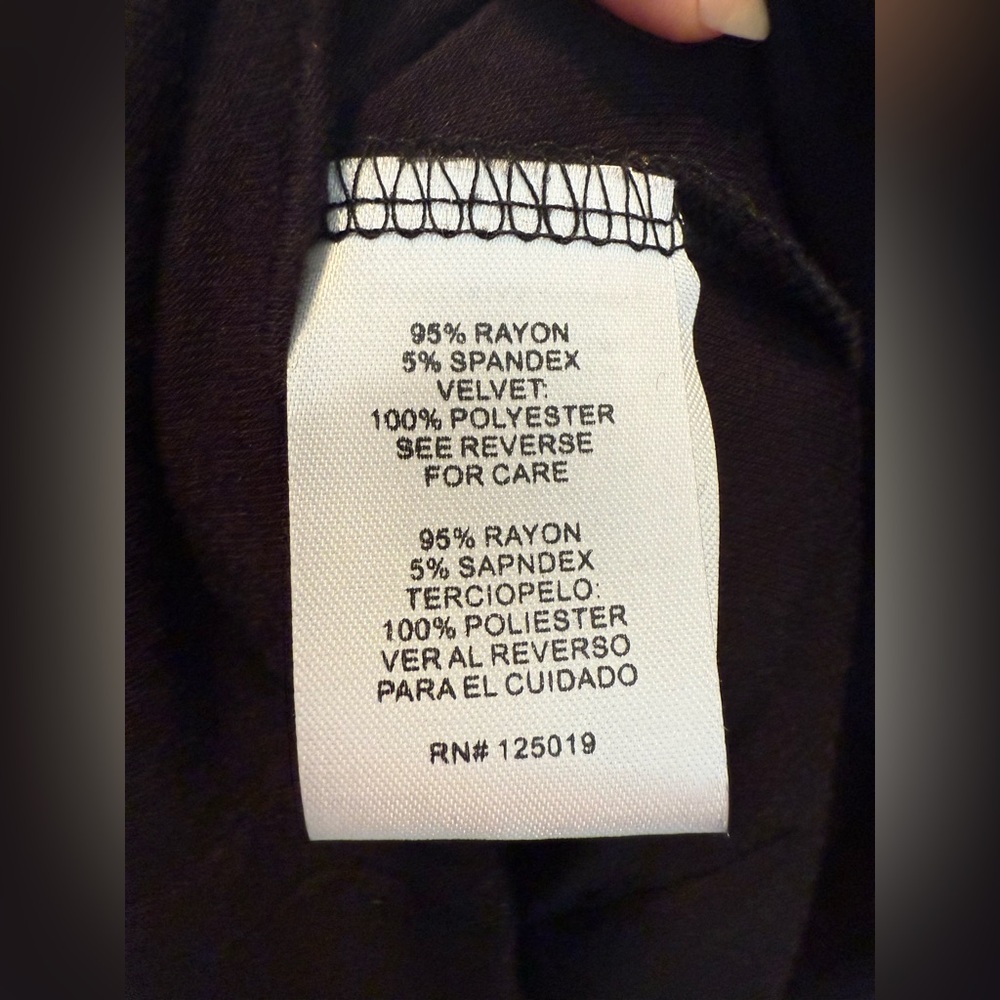 95% RAYON
5% SPANDEX
VELVET:
100% POLYESTER
SEE REVERSE
FOR CARE
95% RAYON
5% SAPNDEX
TERCIOPELO:
100% POLIESTER
VER AL REVERSO
PARA EL CUIDADO
RN# 125019